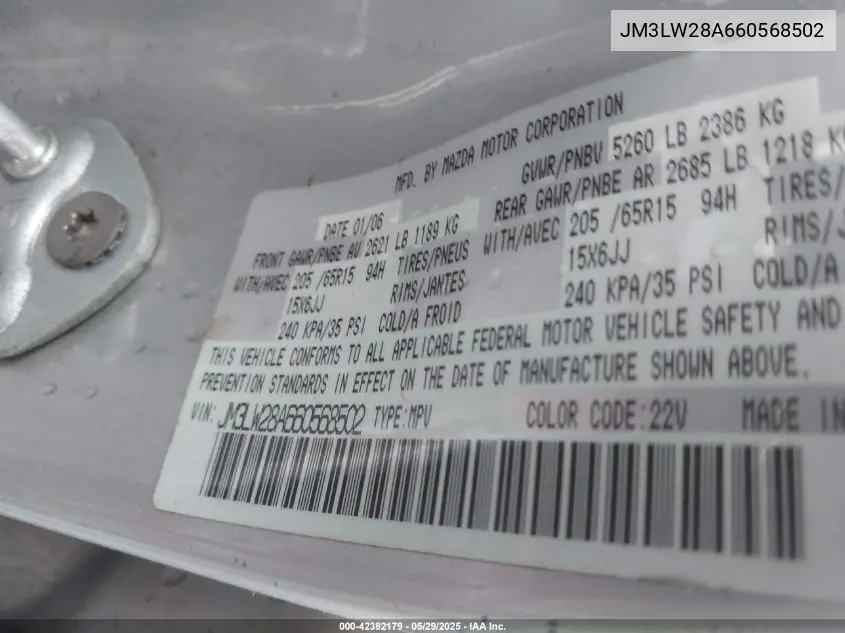 JM3LW28A660568502
MFD. BY MAZDA MOTOR CORPORATION
DATE 01/06
GVWR/PNBV 5260 LB 2386 KG
FRONT GAWR/PNBE AV 2621 LB 1189 KG
REAR GAWR/PNBE AR 2685 LB 1218 KG
WITH/AVEC 205 /65R15 94H TIRES/PNEUS
WITH/AVEC 205 /65R15 94H TIRES/
15X6JJ RIMS/JANTES
15X6JJ RIMS/J
240 KPA/35 PSI COLD/A FROID
240 KPA/35 PSI COLD/A
THIS VEHICLE CONFORMS TO ALL APPLICABLE FEDERAL MOTOR VEHICLE SAFETY AND
PREVENTION STANDARDS IN EFFECT ON THE DATE OF MANUFACTURE SHOWN ABOVE.
VIN: JM3LW28A660568502 TYPE:MPV COLOR CODE:22V MADE IN
000-42382179 - 05/29/2025 - IAA Inc.